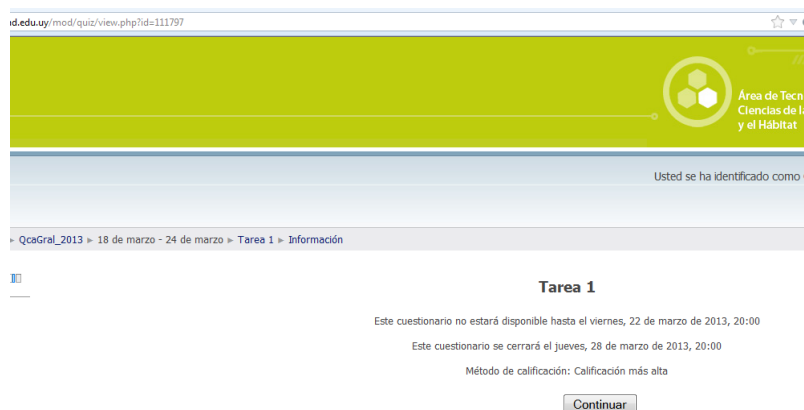 ud.edu.uy/mod/quiz/view.php?id=111797
Área de Tecn
Ciencias de la
y el Hábitat
Usted se ha identificado como
QcaGral_2013 ► 18 de marzo - 24 de marzo ► Tarea 1 ► Información
Tarea 1
Este cuestionario no estará disponible hasta el viernes, 22 de marzo de 2013, 20:00
Este cuestionario se cerrará el jueves, 28 de marzo de 2013, 20:00
Método de calificación: Calificación más alta
Continuar